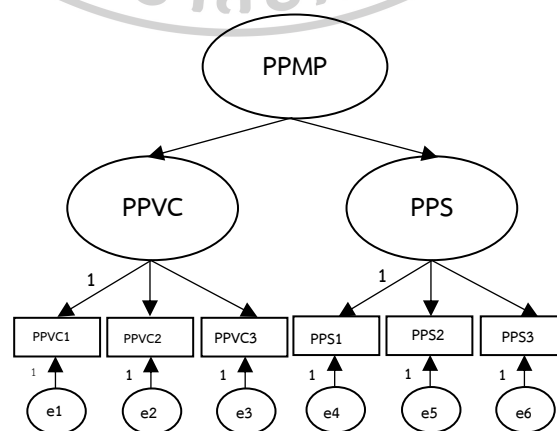 PPMP
PPVC PPS
1 1
PPVC1 PPVC2 PPVC3 PPS1 PPS2 PPS3
1 1 1 1 1 1
e1 e2 e3 e4 e5 e6